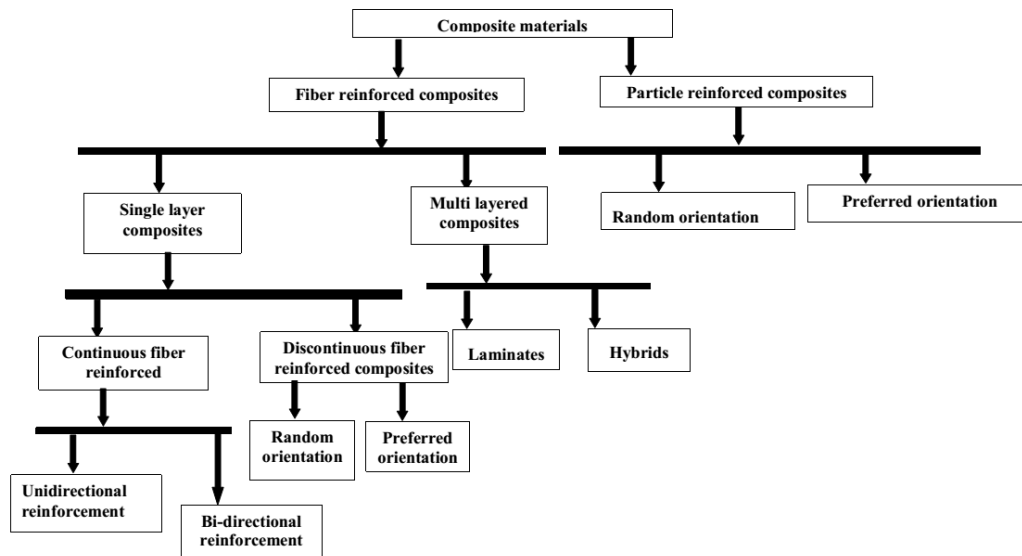 Composite materials
Fiber reinforced composites
Particle reinforced composites
Single layer
composites
Multi layered
composites
Random orientation
Preferred orientation
Continuous fiber
reinforced
Discontinuous fiber
reinforced composites
Laminates
Hybrids
Random
orientation
Preferred
orientation
Unidirectional
reinforcement
Bi-directional
reinforcement